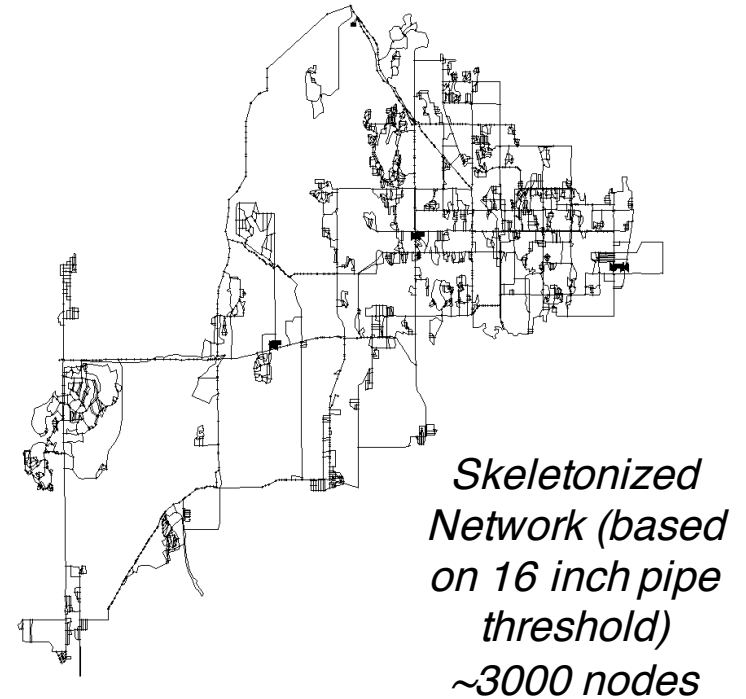 Skeletonized
Network (based
on 16 inch pipe
threshold)
~3000 nodes